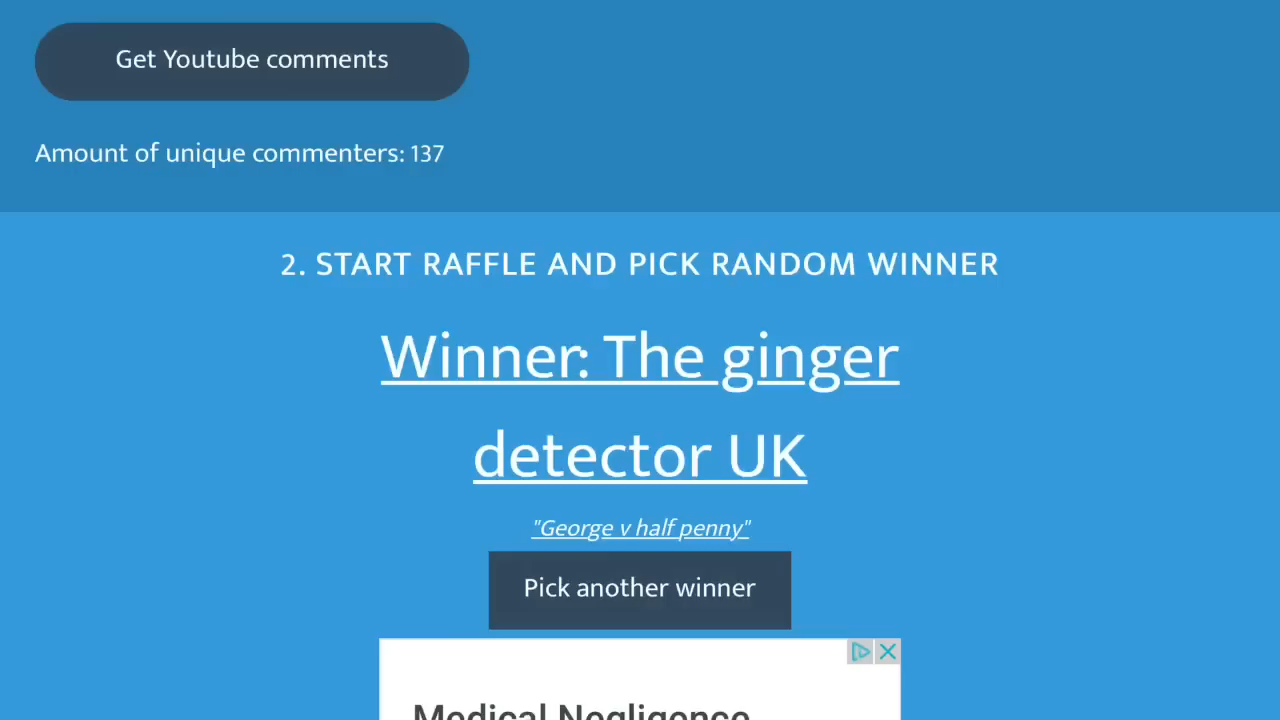 Get Youtube comments
Amount of unique commenters: 137
2. START RAFFLE AND PICK RANDOM WINNER
Winner: The ginger
detector UK
"George v half penny"
Pick another winner
Medical Negligence